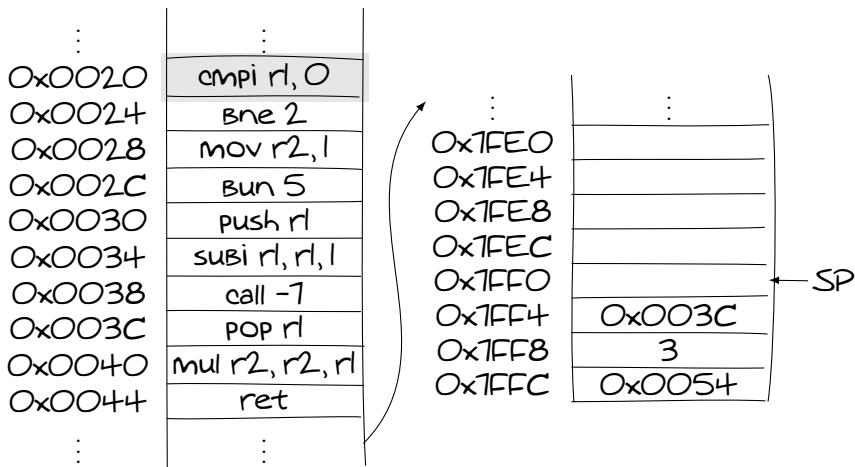 ⋮ ⋮
0x0020 cmpi r1, 0
0x0024 bne 2
0x0028 mov r2, 1
0x002C bun 5
0x0030 push r1
0x0034 subi r1, r1, 1
0x0038 call -7
0x003C pop r1
0x0040 mul r2, r2, r1
0x0044 ret
⋮ ⋮
⋮ ⋮
0x7FE0
0x7FE4
0x7FE8
0x7FEC
0x7FF0
0x7FF4 0x003C
0x7FF8 3
0x7FFC 0x0054
SP